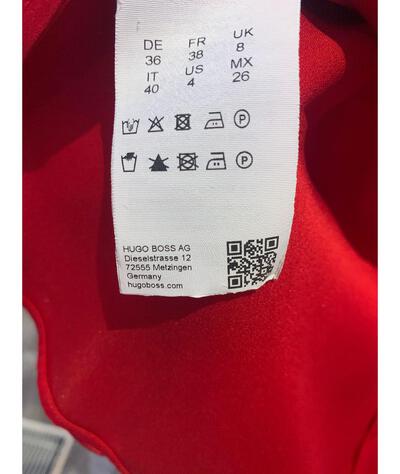 DE FR UK
36 38 8
IT US MX
40 4 26
P
P
HUGO BOSS AG
Dieselstrasse 12
72555 Metzingen
Germany
hugoboss.com